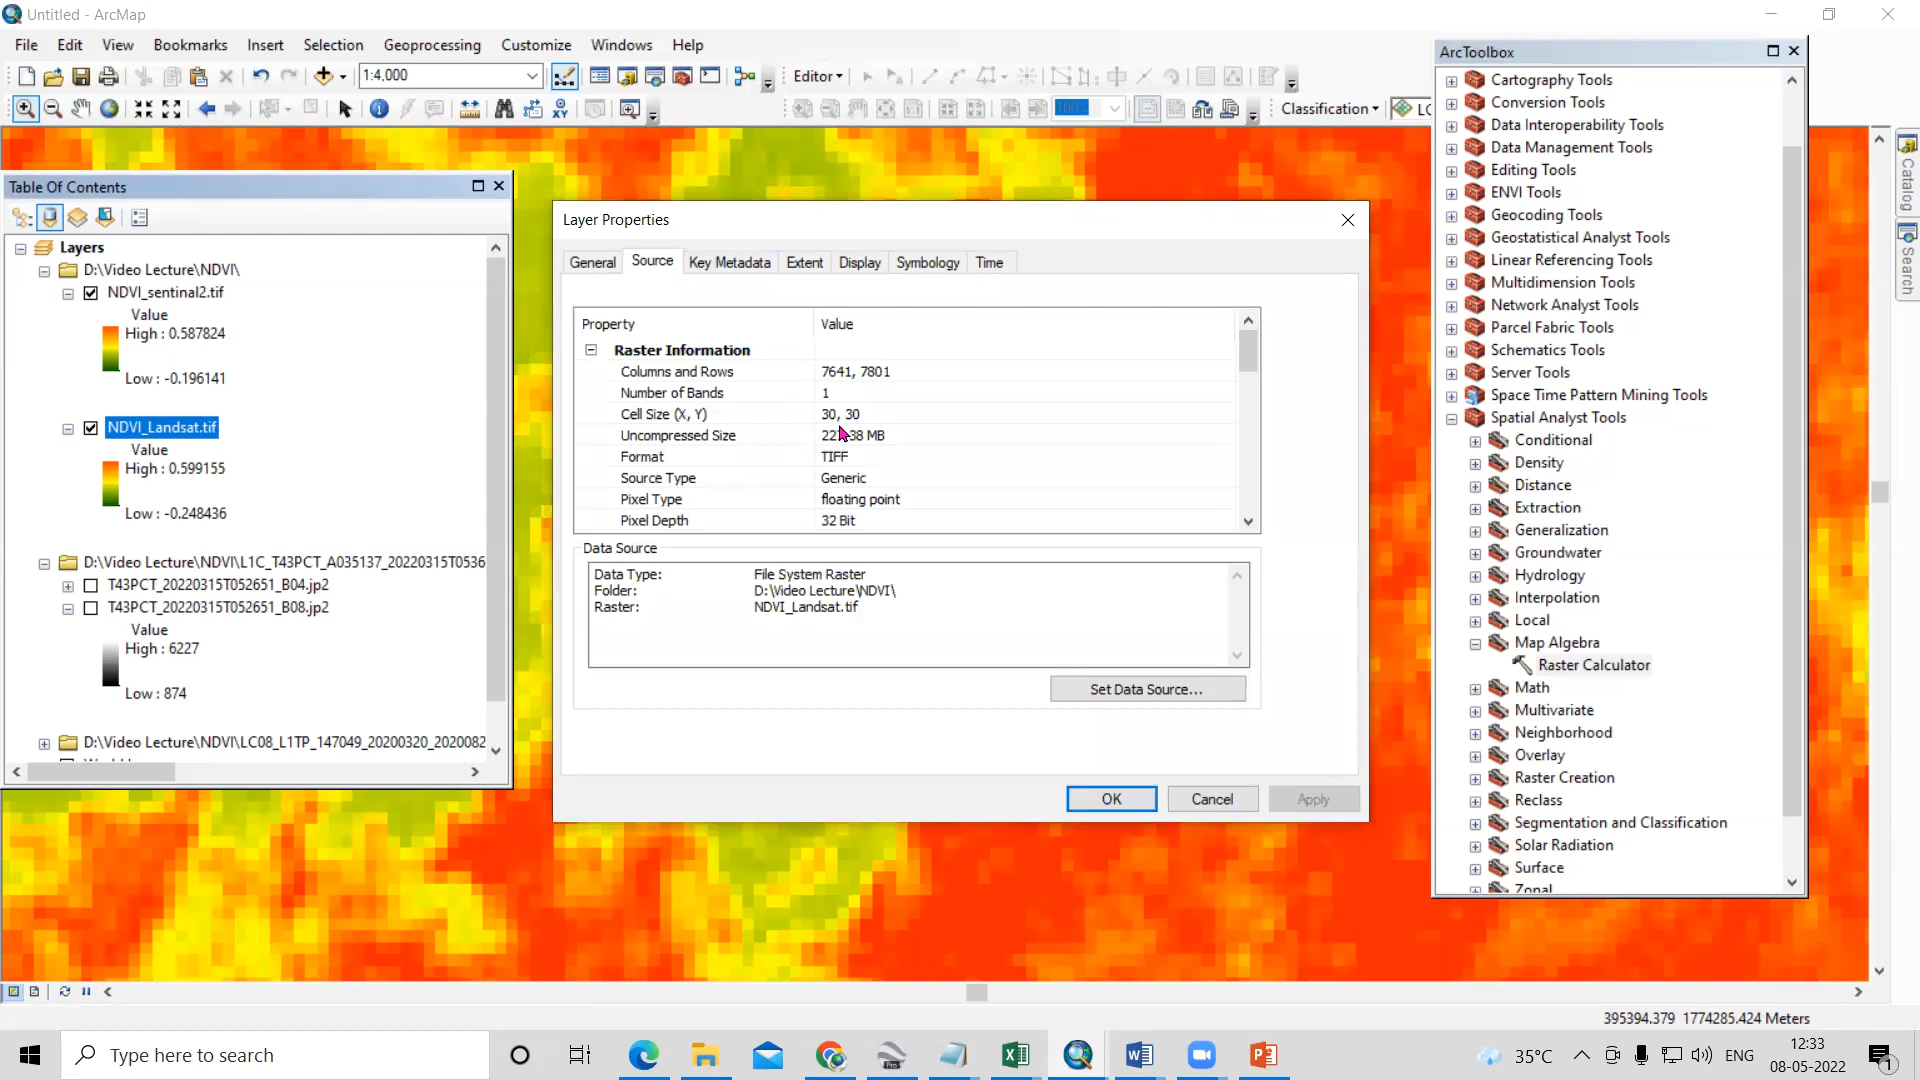 Untitled - ArcMap
File Edit View Bookmarks Insert Selection Geoprocessing Customize Windows Help
1:4,000
Editor
Classification
Table Of Contents
Layers
D:\Video Lecture\NDVI\
NDVI_sentinal2.tif
Value
High : 0.587824
Low : -0.196141
NDVI_Landsat.tif
Value
High : 0.599155
Low : -0.248436
D:\Video Lecture\NDVI\L1C_T43PCT_A035137_20220315T0536
T43PCT_20220315T052651_B04.jp2
T43PCT_20220315T052651_B08.jp2
Value
High : 6227
Low : 874
D:\Video Lecture\NDVI\LC08_L1TP_147049_20200320_2020082
Layer Properties
General Source Key Metadata Extent Display Symbology Time
Property Value
Raster Information
Columns and Rows 7641, 7801
Number of Bands 1
Cell Size (X, Y) 30, 30
Uncompressed Size 38 MB
Format TIFF
Source Type Generic
Pixel Type floating point
Pixel Depth 32 Bit
Data Source
Data Type: File System Raster
Folder: D:\Video Lecture\NDVI\
Raster: NDVI_Landsat.tif
Set Data Source...
OK Cancel Apply
ArcToolbox
Cartography Tools
Conversion Tools
Data Interoperability Tools
Data Management Tools
Editing Tools
ENVI Tools
Geocoding Tools
Geostatistical Analyst Tools
Linear Referencing Tools
Multidimension Tools
Network Analyst Tools
Parcel Fabric Tools
Schematics Tools
Server Tools
Space Time Pattern Mining Tools
Spatial Analyst Tools
Conditional
Density
Distance
Extraction
Generalization
Groundwater
Hydrology
Interpolation
Local
Map Algebra
Raster Calculator
Math
Multivariate
Neighborhood
Overlay
Raster Creation
Reclass
Segmentation and Classification
Solar Radiation
Surface
Zonal
Catalog
Search
395394.379 1774285.424 Meters
Type here to search
35°C
ENG
12:33
08-05-2022
1